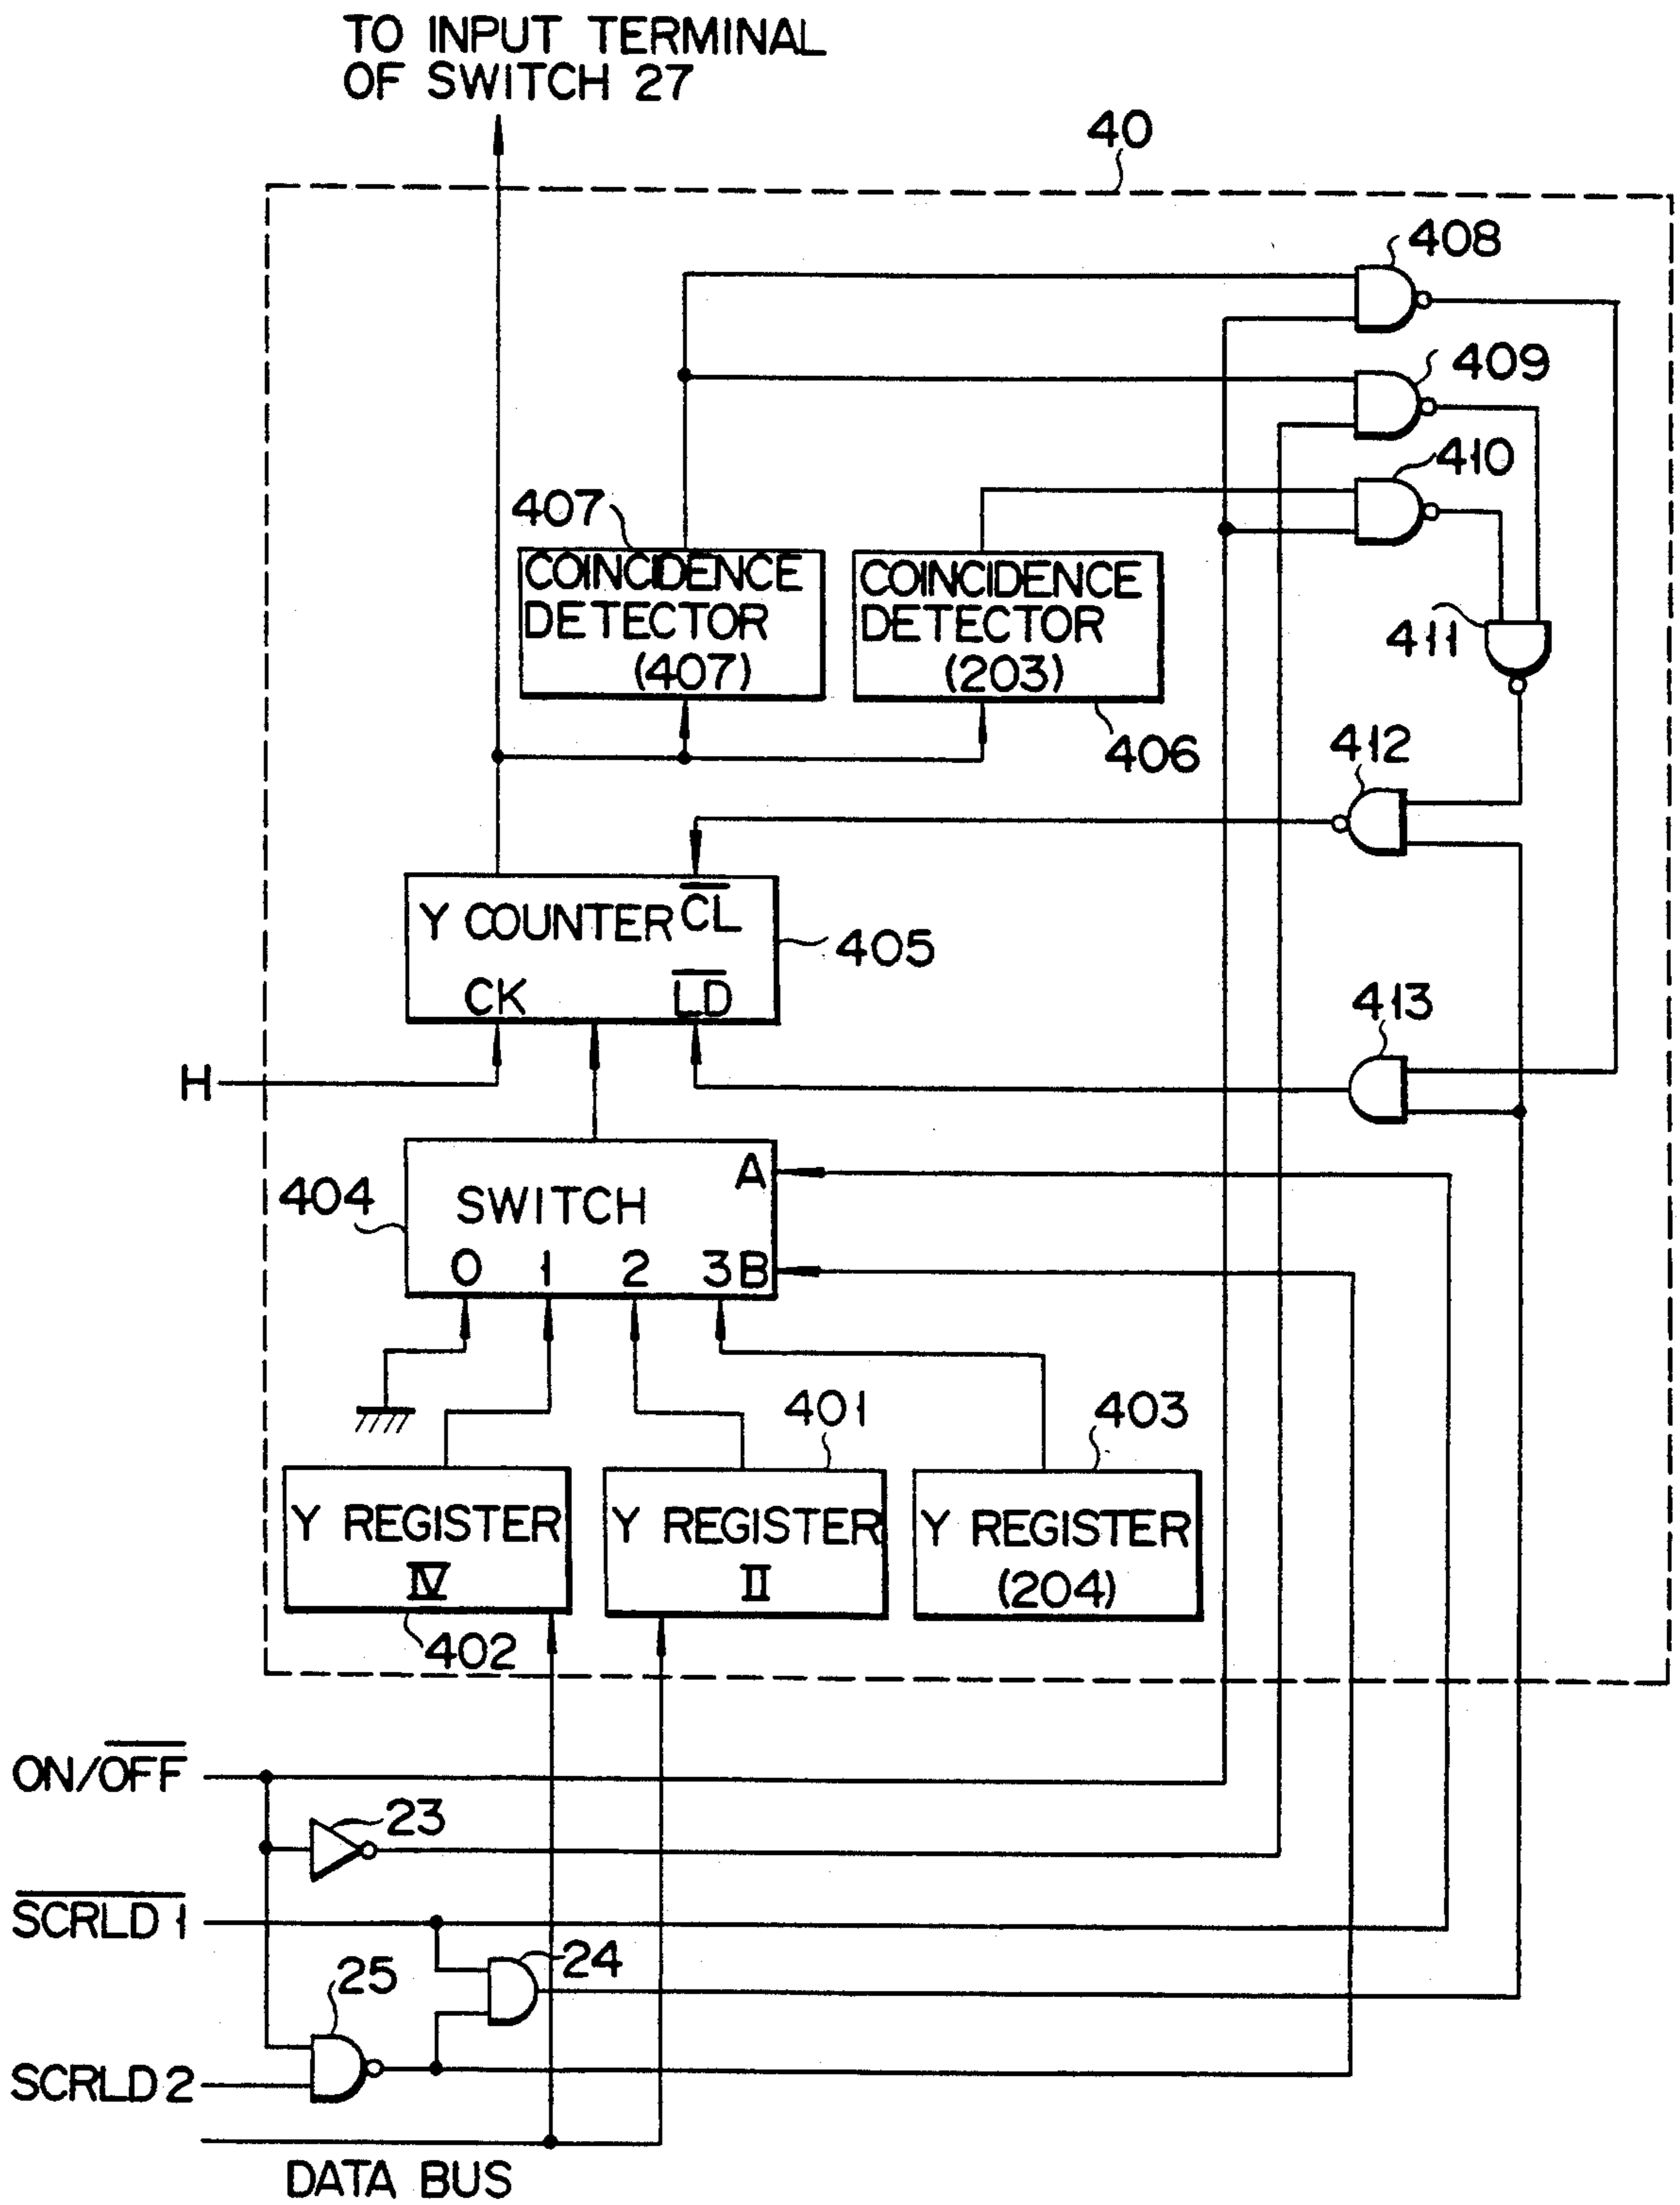 TO INPUT TERMINAL
OF SWITCH 27
40
408
409
410
407
COINCIDENCE
DETECTOR
(407)
COINCIDENCE
DETECTOR
(203)
411
406
412
Y COUNTER CL
405
CK LD
413
H
A
404
SWITCH
0 1 2 3 B
401
403
Y REGISTER
IV
Y REGISTER
II
Y REGISTER
(204)
402
ON/OFF
23
SCRLD 1
24
25
SCRLD 2
DATA BUS